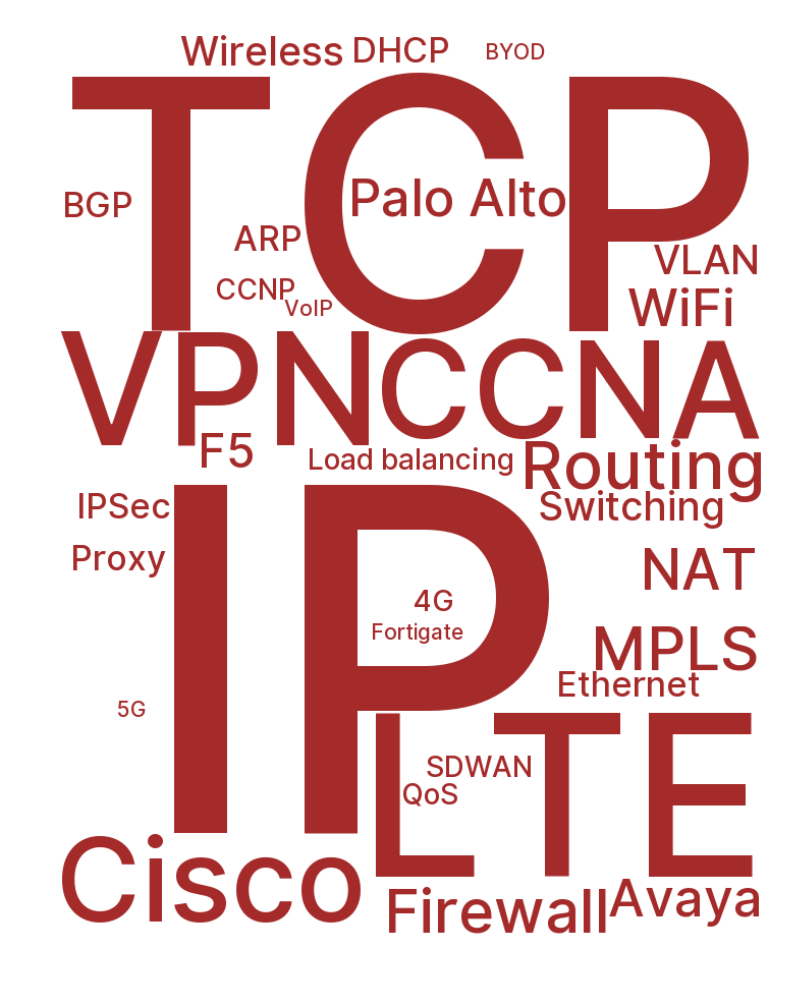 Wireless DHCP BYOD
TCP
Palo Alto
BGP
ARP
VLAN
CCNP
WiFi
VoIP
VPN CCNA
F5
Load balancing
Routing
IPSec
Switching
IP
Proxy
NAT
4G
Fortigate
MPLS
Ethernet
5G
LTE
SDWAN
QoS
Cisco
Firewall
Avaya